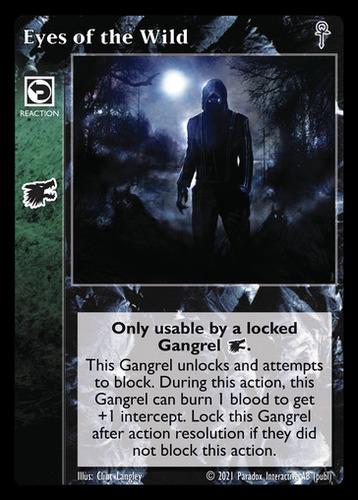 Eyes of the Wild
REACTION
Only usable by a locked
Gangrel .
This Gangrel unlocks and attempts
to block. During this action, this
Gangrel can burn 1 blood to get
+1 intercept. Lock this Gangrel
after action resolution if they did
not block this action.
Illus: Clint Langley © 2021 Paradox Interactive AB (publ)